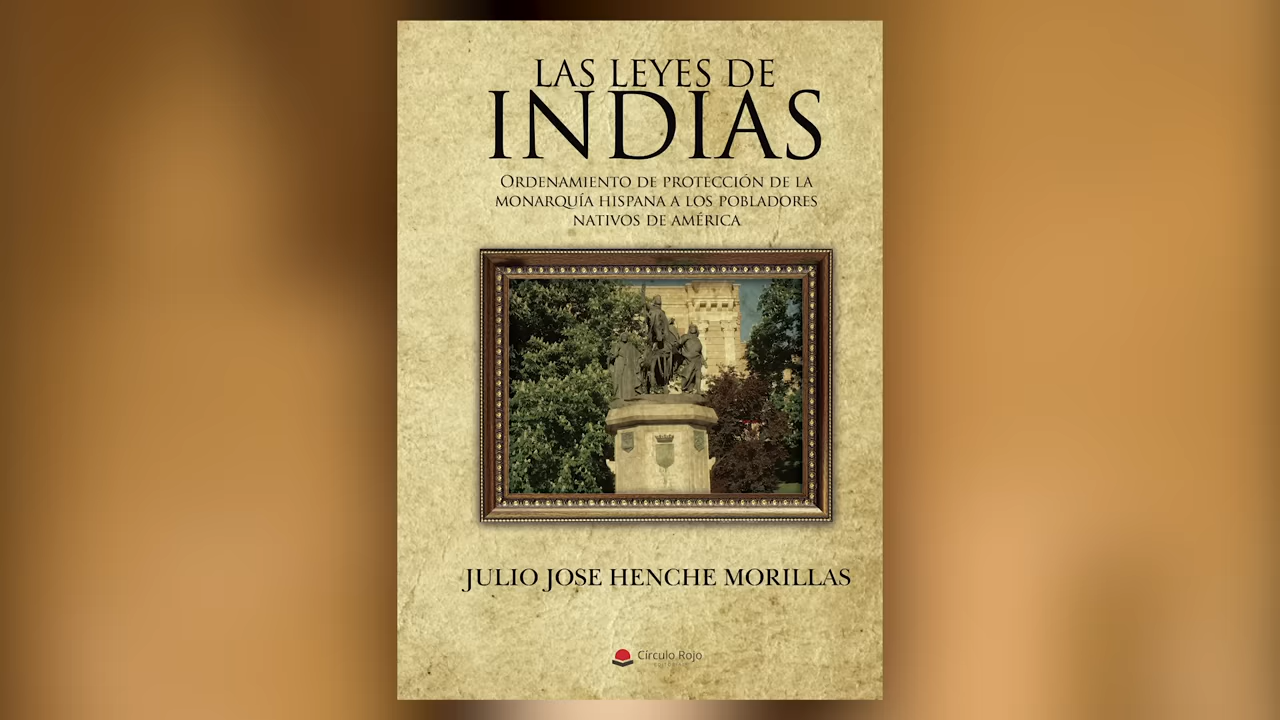 LAS LEYES DE
INDIAS
ORDENAMIENTO DE PROTECCIÓN DE LA
MONARQUÍA HISPANA A LOS POBLADORES
NATIVOS DE AMÉRICA
JULIO JOSE HENCHE MORILLAS
Círculo Rojo